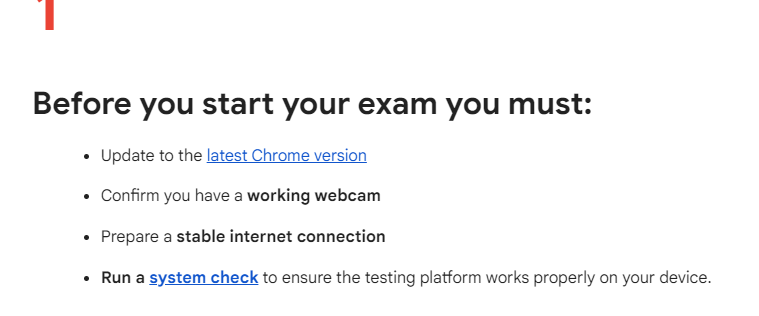 1
Before you start your exam you must:
• Update to the latest Chrome version
• Confirm you have a working webcam
• Prepare a stable internet connection
• Run a system check to ensure the testing platform works properly on your device.